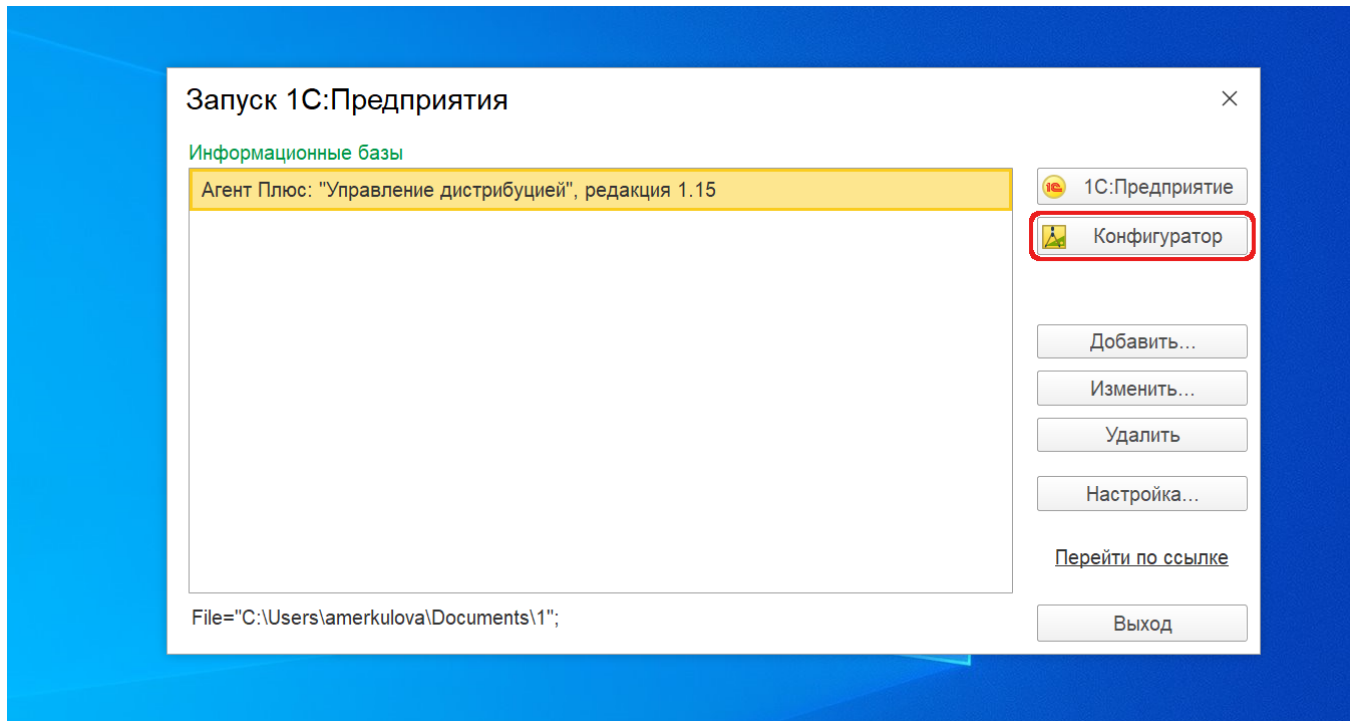 Запуск 1С:Предприятия
Информационные базы
Агент Плюс: "Управление дистрибуцией", редакция 1.15
1С:Предприятие
Конфигуратор
Добавить...
Изменить...
Удалить
Настройка...
Перейти по ссылке
File="C:\Users\amerkulova\Documents\1";
Выход